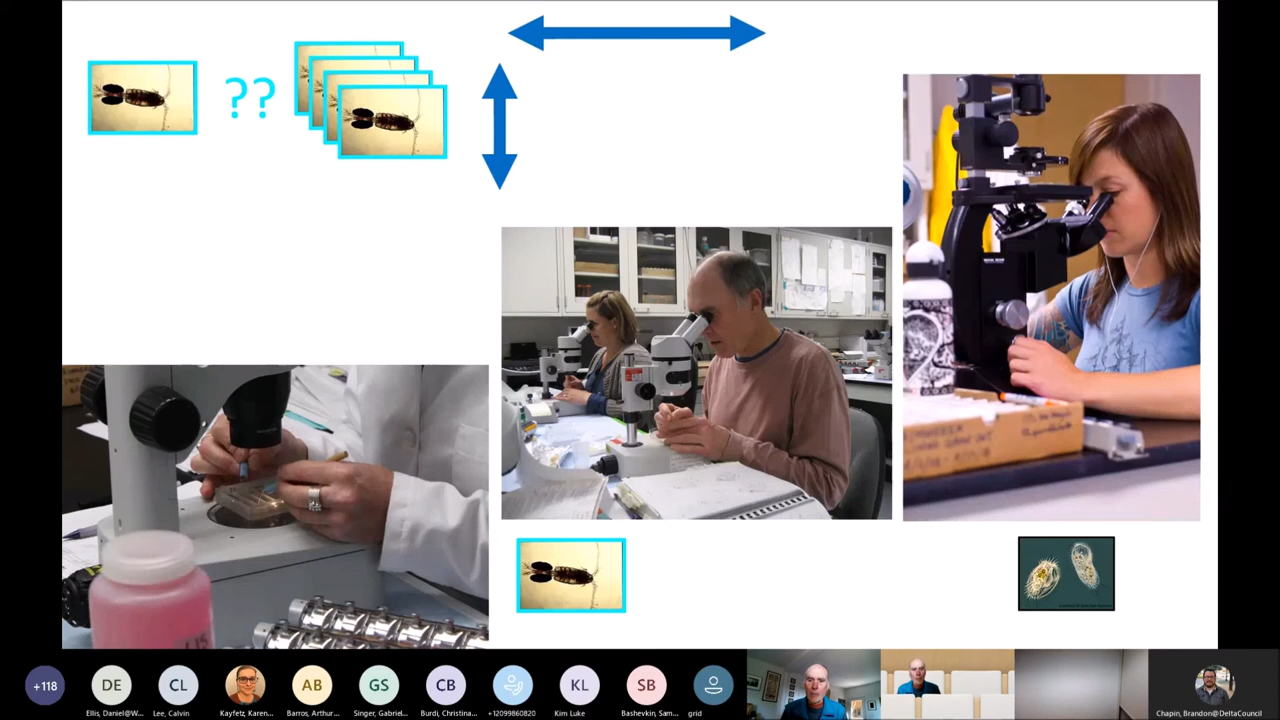 ??
+118
DE
CL
AB
GS
CB
KL
SB
Ellis, Daniel@W...
Lee, Calvin
Kayfetz, Karen...
Barros, Arthur...
Singer, Gabriel...
Burdi, Christina...
+12099860820
Kim Luke
Bashevkin, Sam...
grid
Chapin, Brandon@DeltaCouncil